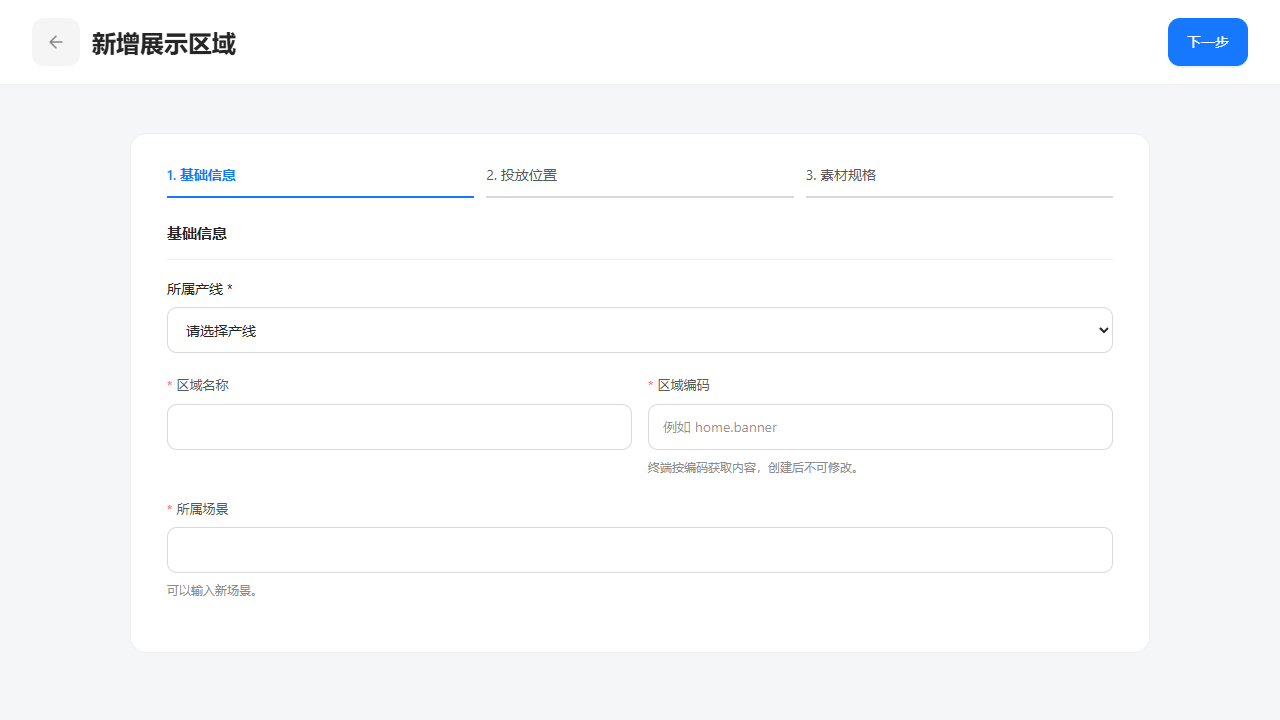 新增展示区域
下一步
1. 基础信息
2. 投放位置
3. 素材规格
基础信息
所属产线 *
请选择产线
* 区域名称
* 区域编码
例如 home.banner
终端按编码获取内容，创建后不可修改。
* 所属场景
可以输入新场景。